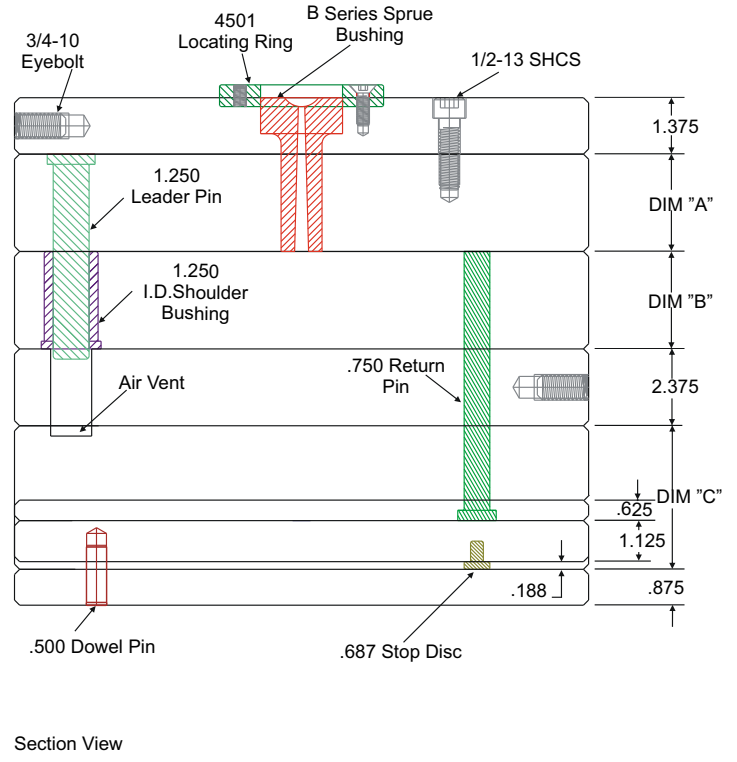 B Series Sprue
Bushing
4501
Locating Ring
3/4-10
Eyebolt
1/2-13 SHCS
1.375
1.250
Leader Pin
DIM "A"
1.250
I.D.Shoulder
Bushing
DIM "B"
.750 Return
Pin
Air Vent
2.375
DIM "C"
.625
1.125
.188
.875
.500 Dowel Pin
.687 Stop Disc
Section View